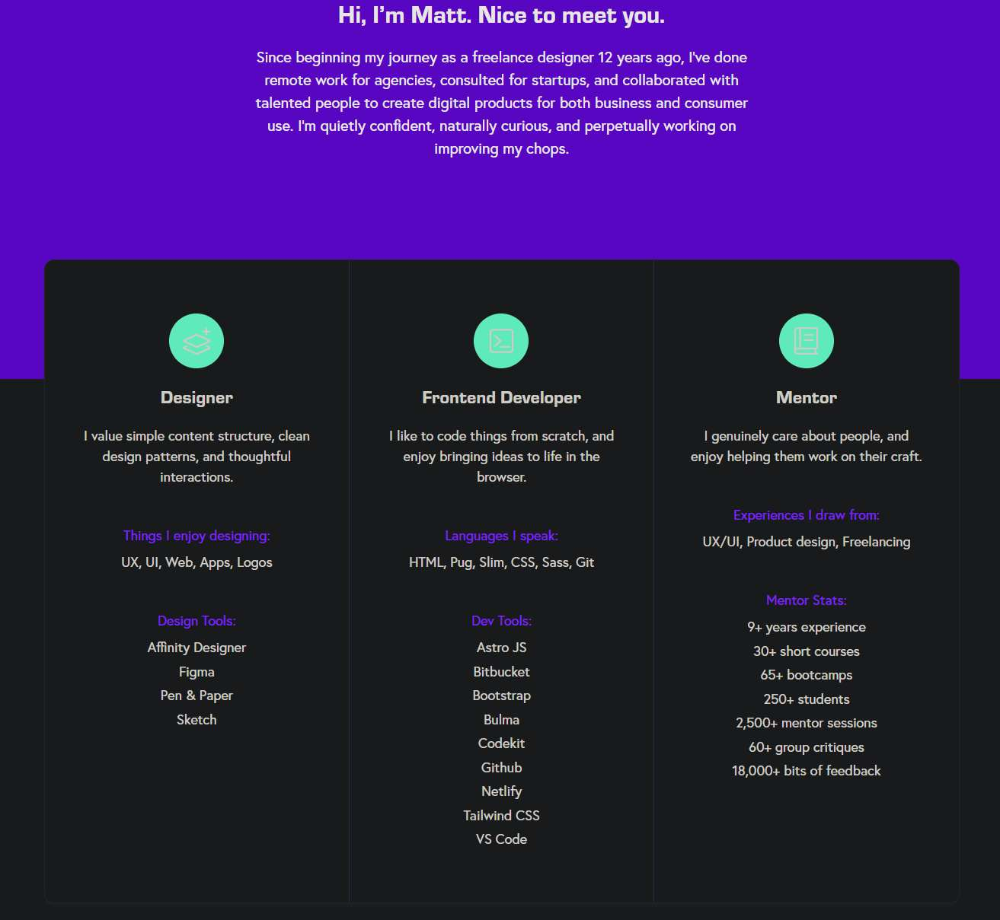 Hi, I’m Matt. Nice to meet you.
Since beginning my journey as a freelance designer 12 years ago, I've done
remote work for agencies, consulted for startups, and collaborated with
talented people to create digital products for both business and consumer
use. I'm quietly confident, naturally curious, and perpetually working on
improving my chops.
Designer
I value simple content structure, clean
design patterns, and thoughtful
interactions.
Things I enjoy designing:
UX, UI, Web, Apps, Logos
Design Tools:
Affinity Designer
Figma
Pen & Paper
Sketch
Frontend Developer
I like to code things from scratch, and
enjoy bringing ideas to life in the
browser.
Languages I speak:
HTML, Pug, Slim, CSS, Sass, Git
Dev Tools:
Astro JS
Bitbucket
Bootstrap
Bulma
Codekit
Github
Netlify
Tailwind CSS
VS Code
Mentor
I genuinely care about people, and
enjoy helping them work on their craft.
Experiences I draw from:
UX/UI, Product design, Freelancing
Mentor Stats:
9+ years experience
30+ short courses
65+ bootcamps
250+ students
2,500+ mentor sessions
60+ group critiques
18,000+ bits of feedback